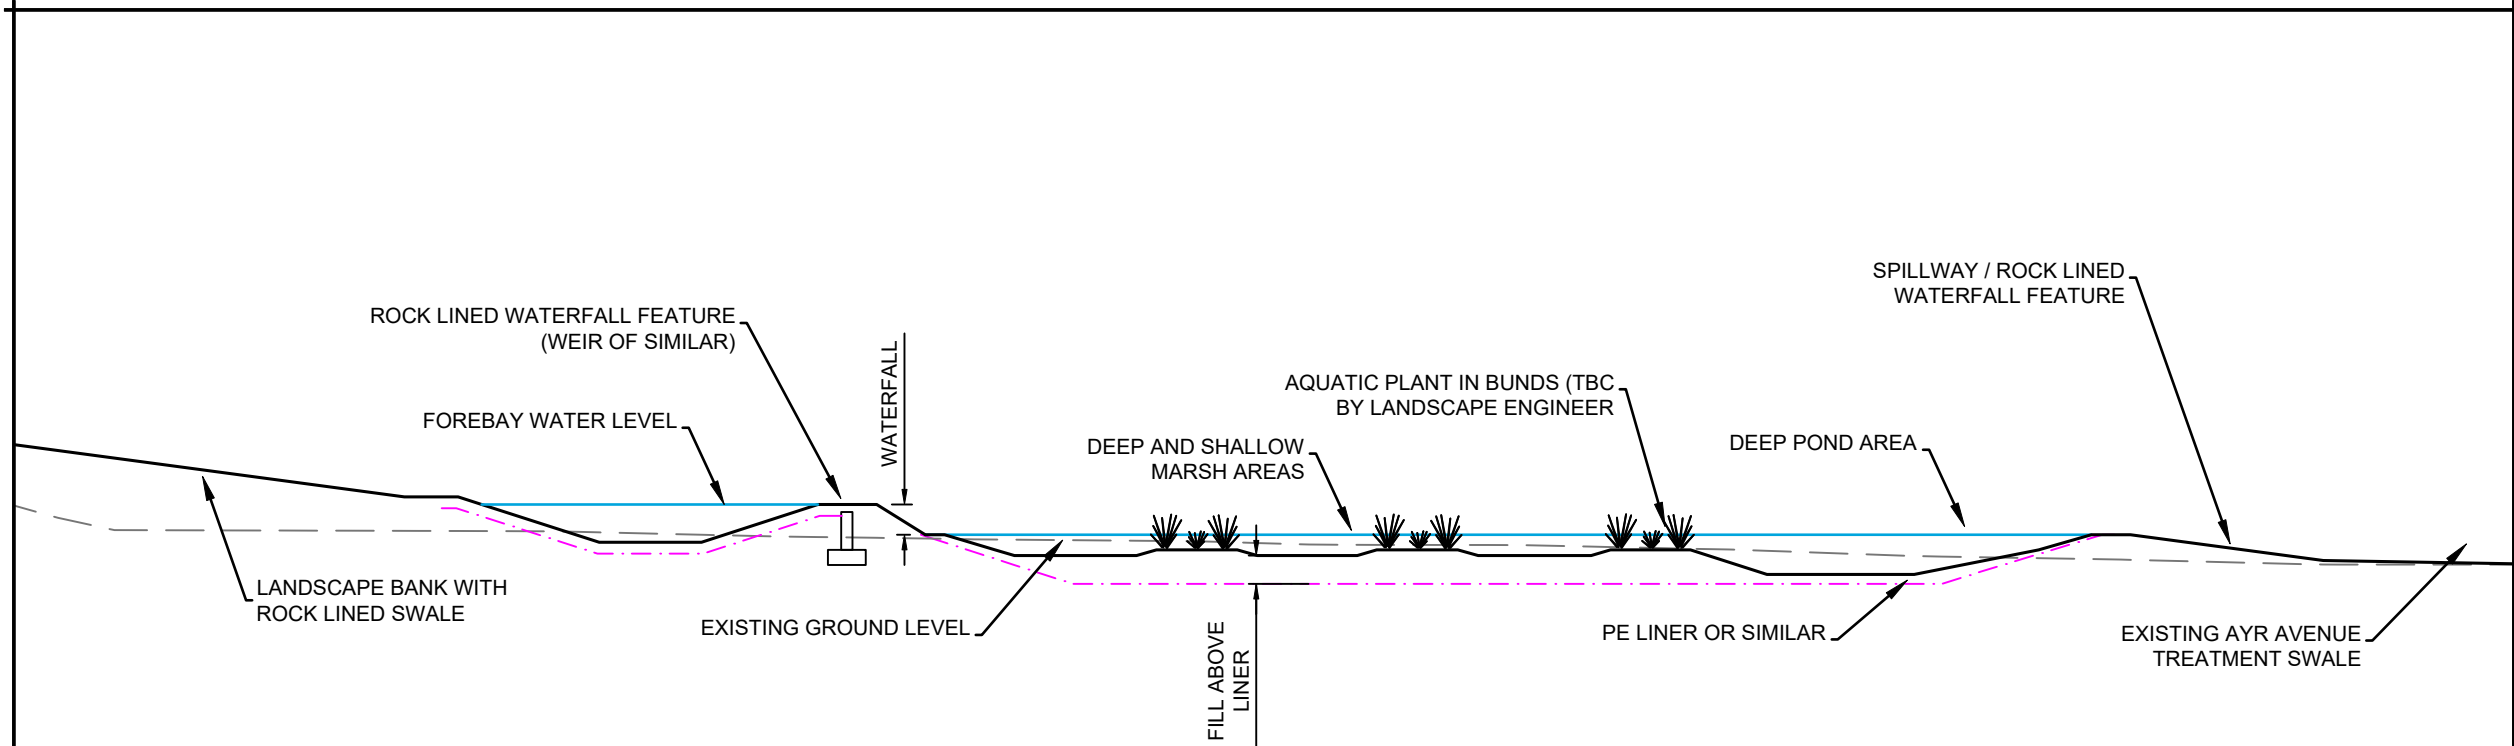 SPILLWAY / ROCK LINED
WATERFALL FEATURE
ROCK LINED WATERFALL FEATURE
(WEIR OF SIMILAR)
WATERFALL
AQUATIC PLANT IN BUNDS (TBC
BY LANDSCAPE ENGINEER
FOREBAY WATER LEVEL
DEEP AND SHALLOW
MARSH AREAS
DEEP POND AREA
LANDSCAPE BANK WITH
ROCK LINED SWALE
EXISTING GROUND LEVEL
FILL ABOVE
LINER
PE LINER OR SIMILAR
EXISTING AYR AVENUE
TREATMENT SWALE